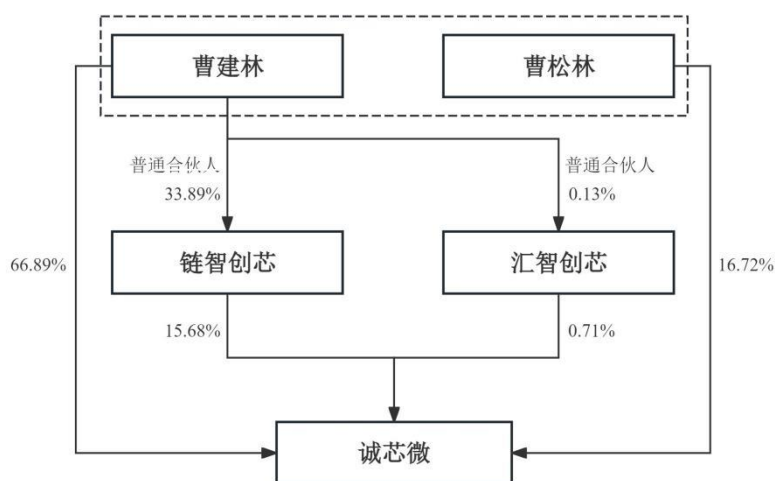 曹建林
曹松林
普通合伙人
33.89%
普通合伙人
0.13%
66.89%
链智创芯
汇智创芯
16.72%
15.68%
0.71%
诚芯微